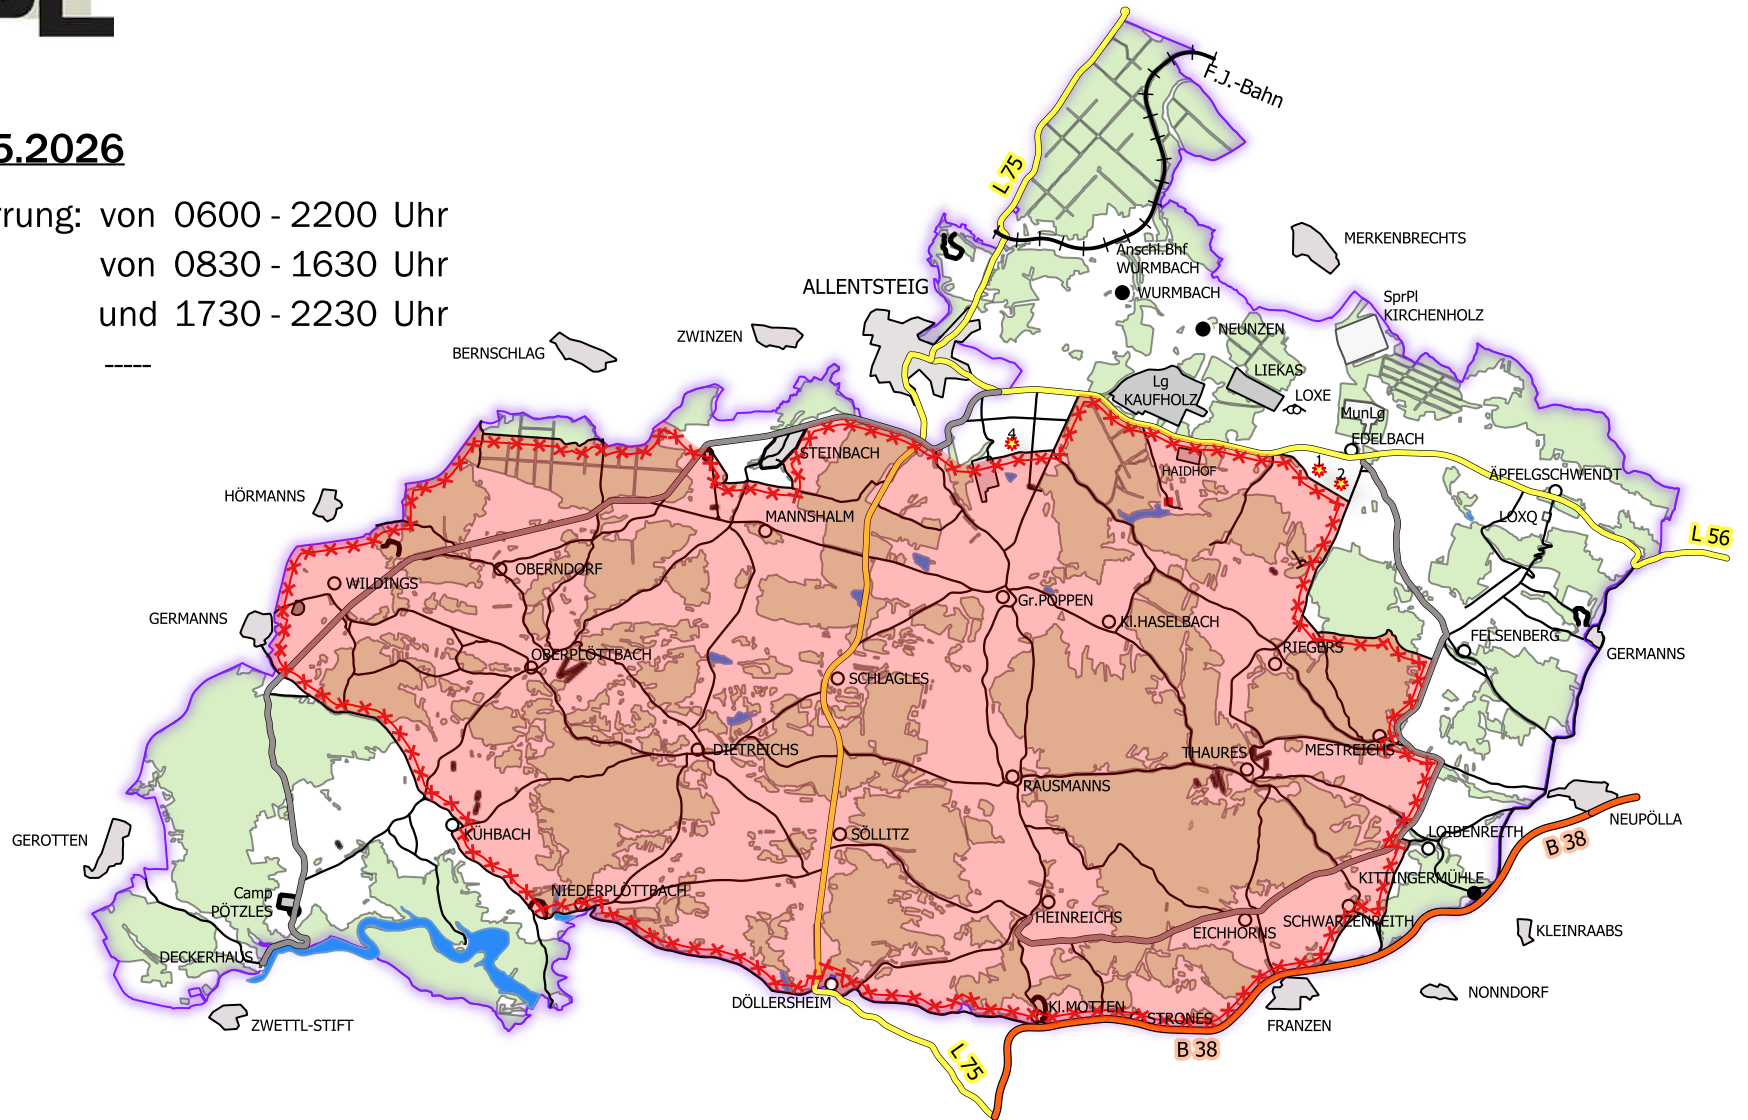 5.2026
rrung: von 0600 - 2200 Uhr
von 0830 - 1630 Uhr
und 1730 - 2230 Uhr
-----
F.J.-Bahn
L 75
Anschl.Bhf
WURMBACH
WURMBACH
NEUNZEN
MERKENBRECHTS
SprPl
KIRCHENHOLZ
ALLENTSTEIG
ZWINZEN
BERNSCHLAG
LIEKAS
LOXE
Lg
KAUFHOLZ
MunLg
EDELBACH
STEINBACH
4
HAIDHOF
1
2
ÄPFELGSCHWENDT
HÖRMANNS
MANNSHALM
LOXQ
L 56
OBERNDORF
WILDINGS
Gr.POPPEN
Kl.HASELBACH
GERMANNS
FELSENBERG
RIEGERS
GERMANNS
OBERPLÖTTBACH
SCHLAGLES
DIETREICHS
THAURES
MESTREICHS
RAUSMANNS
NEUPÖLLA
KÜHBACH
SÖLLITZ
LOIBENREITH
B 38
GEROTTEN
KITTINGERMÜHLE
Camp
PÖTZLES
NIEDERPLÖTTBACH
HEINREICHS
EICHHORNS
SCHWARZENREITH
KLEINRAABS
DECKERHAUS
DÖLLERSHEIM
NONNDORF
Kl.MOTTEN
STRONES
FRANZEN
ZWETTL-STIFT
B 38
L 75